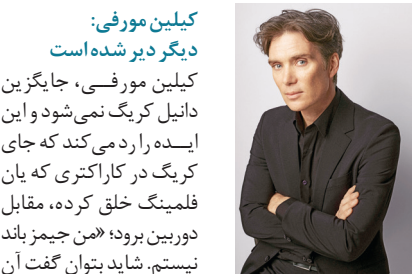 کیلین مورفی:
دیگر دیر شده است
کیلین مورفـــی، جایگزین
دانیل کریگ نمی‌شود و این
ایـــده را رد می‌کند که جای
کریگ در کاراکتری که یان
فلمینگ خلق کرده، مقابل
دوربین برود؛ «من جیمز باند
نیستم. شاید بتوان گفت آن